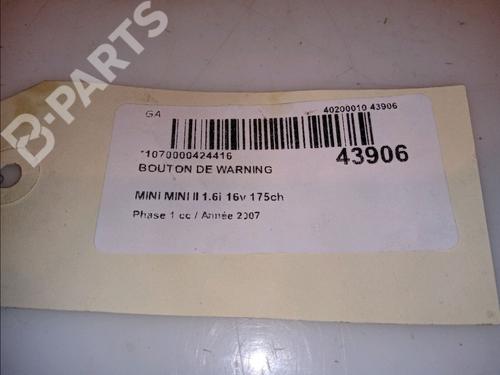 B-PARTS
GA
40200010 43906
*1070000424416
43906
BOUTON DE WARNING
MINI MINI II 1.6i 16v 175ch
Phase 1 cc / Année 2007